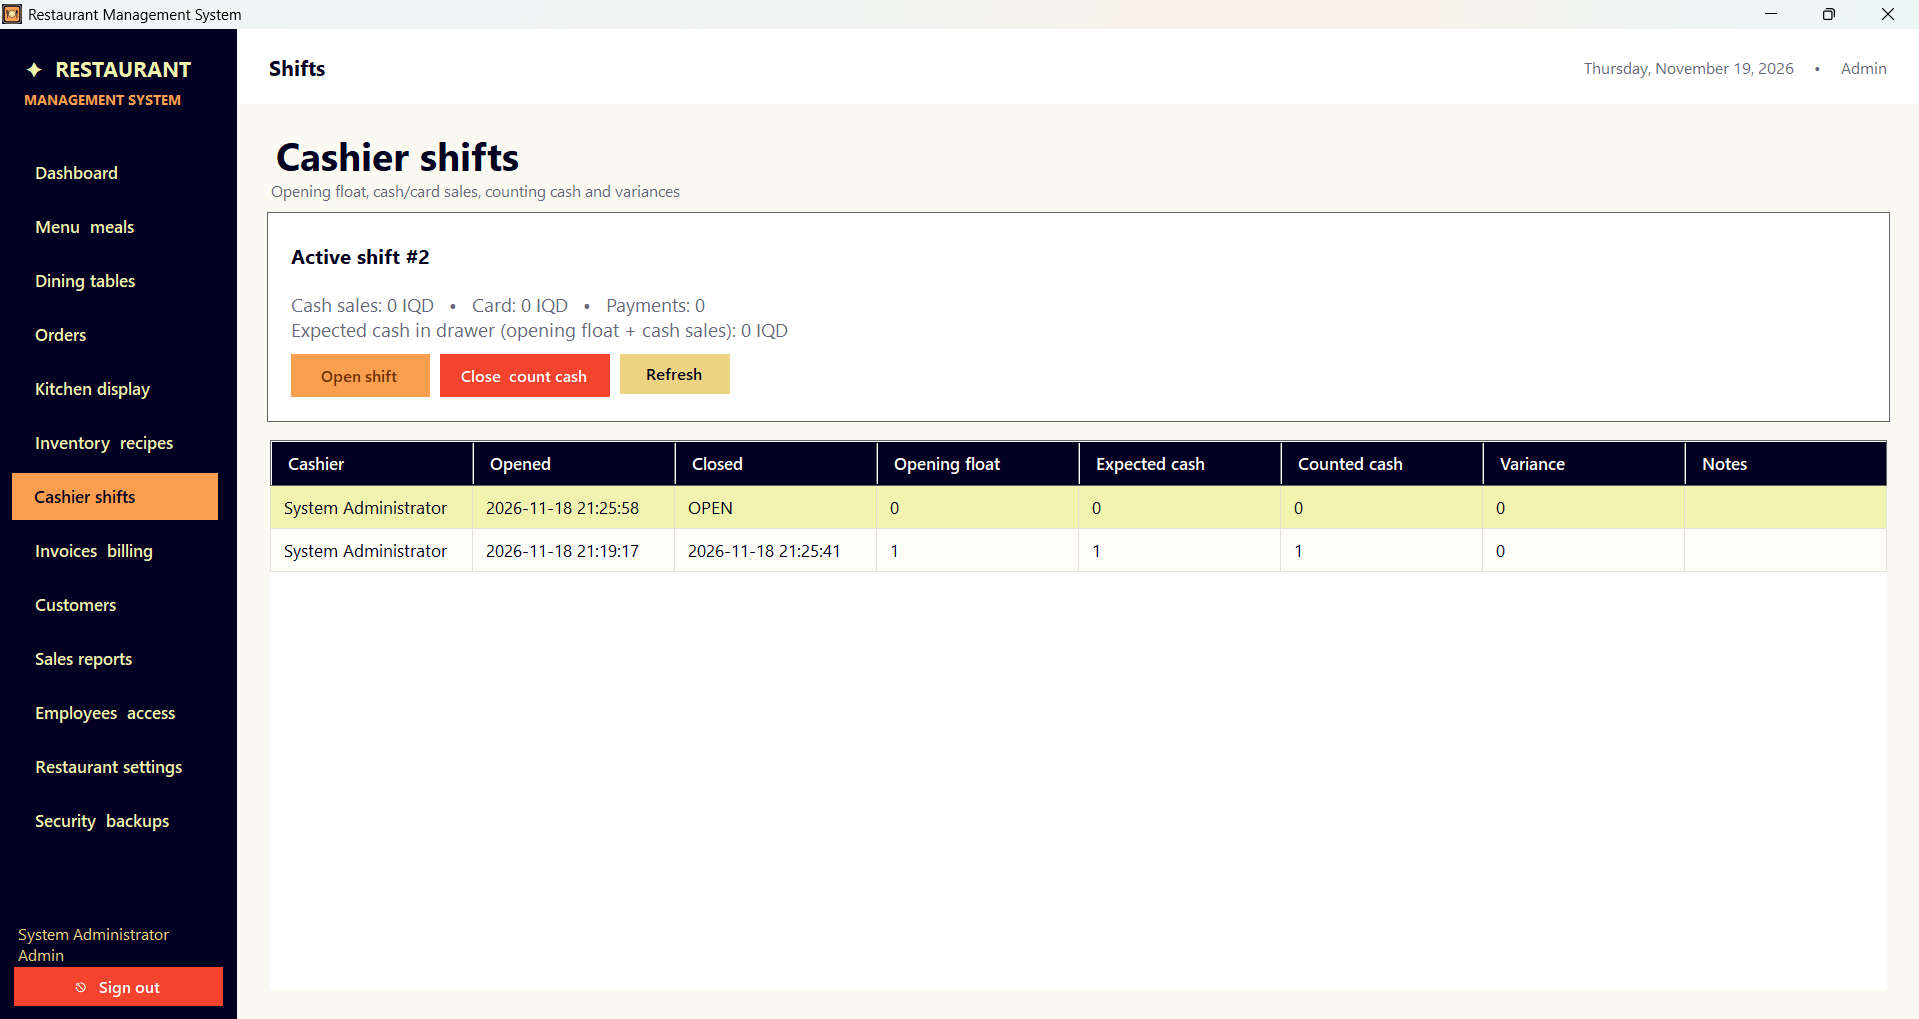 Restaurant Management System
✦ RESTAURANT
MANAGEMENT SYSTEM
Dashboard
Menu meals
Dining tables
Orders
Kitchen display
Inventory recipes
Cashier shifts
Invoices billing
Customers
Sales reports
Employees access
Restaurant settings
Security backups
System Administrator
Admin
Sign out
Shifts
Thursday, November 19, 2026 • Admin
Cashier shifts
Opening float, cash/card sales, counting cash and variances
Active shift #2
Cash sales: 0 IQD • Card: 0 IQD • Payments: 0
Expected cash in drawer (opening float + cash sales): 0 IQD
Open shift Close count cash Refresh
Cashier Opened Closed Opening float Expected cash Counted cash Variance Notes
System Administrator 2026-11-18 21:25:58 OPEN 0 0 0 0
System Administrator 2026-11-18 21:19:17 2026-11-18 21:25:41 1 1 1 0